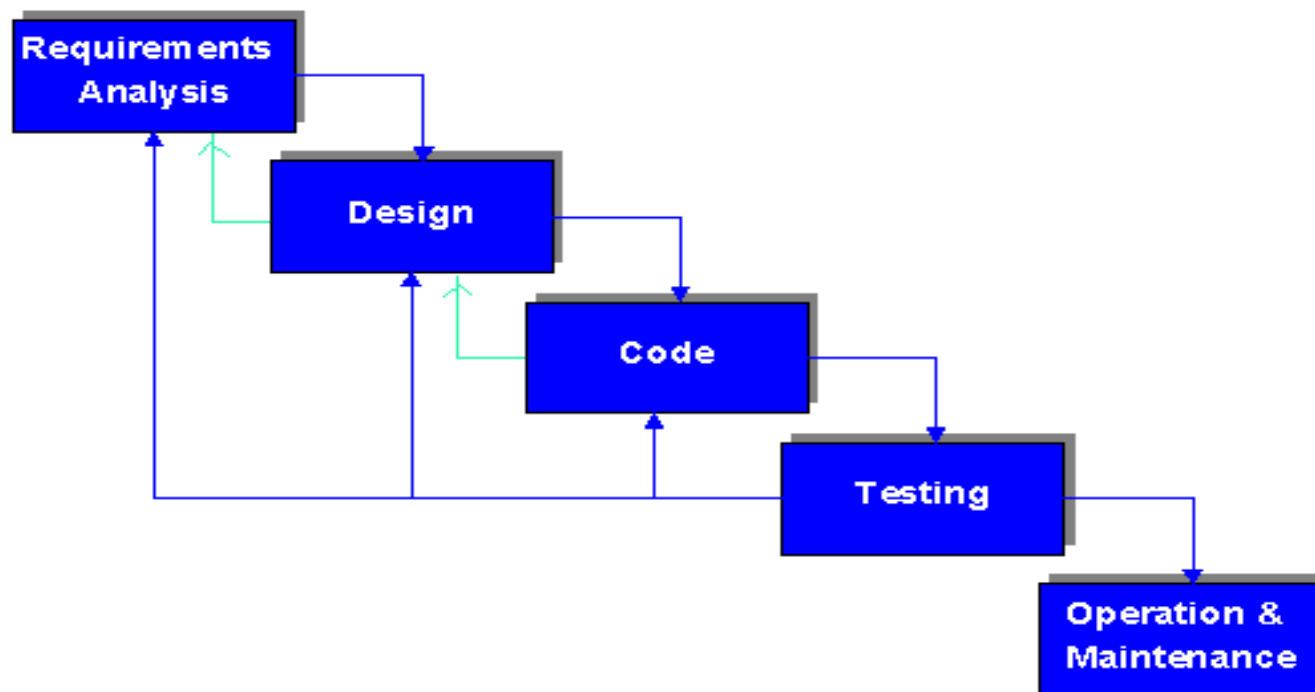 Requirements
Analysis
Design
Code
Testing
Operation &
Maintenance